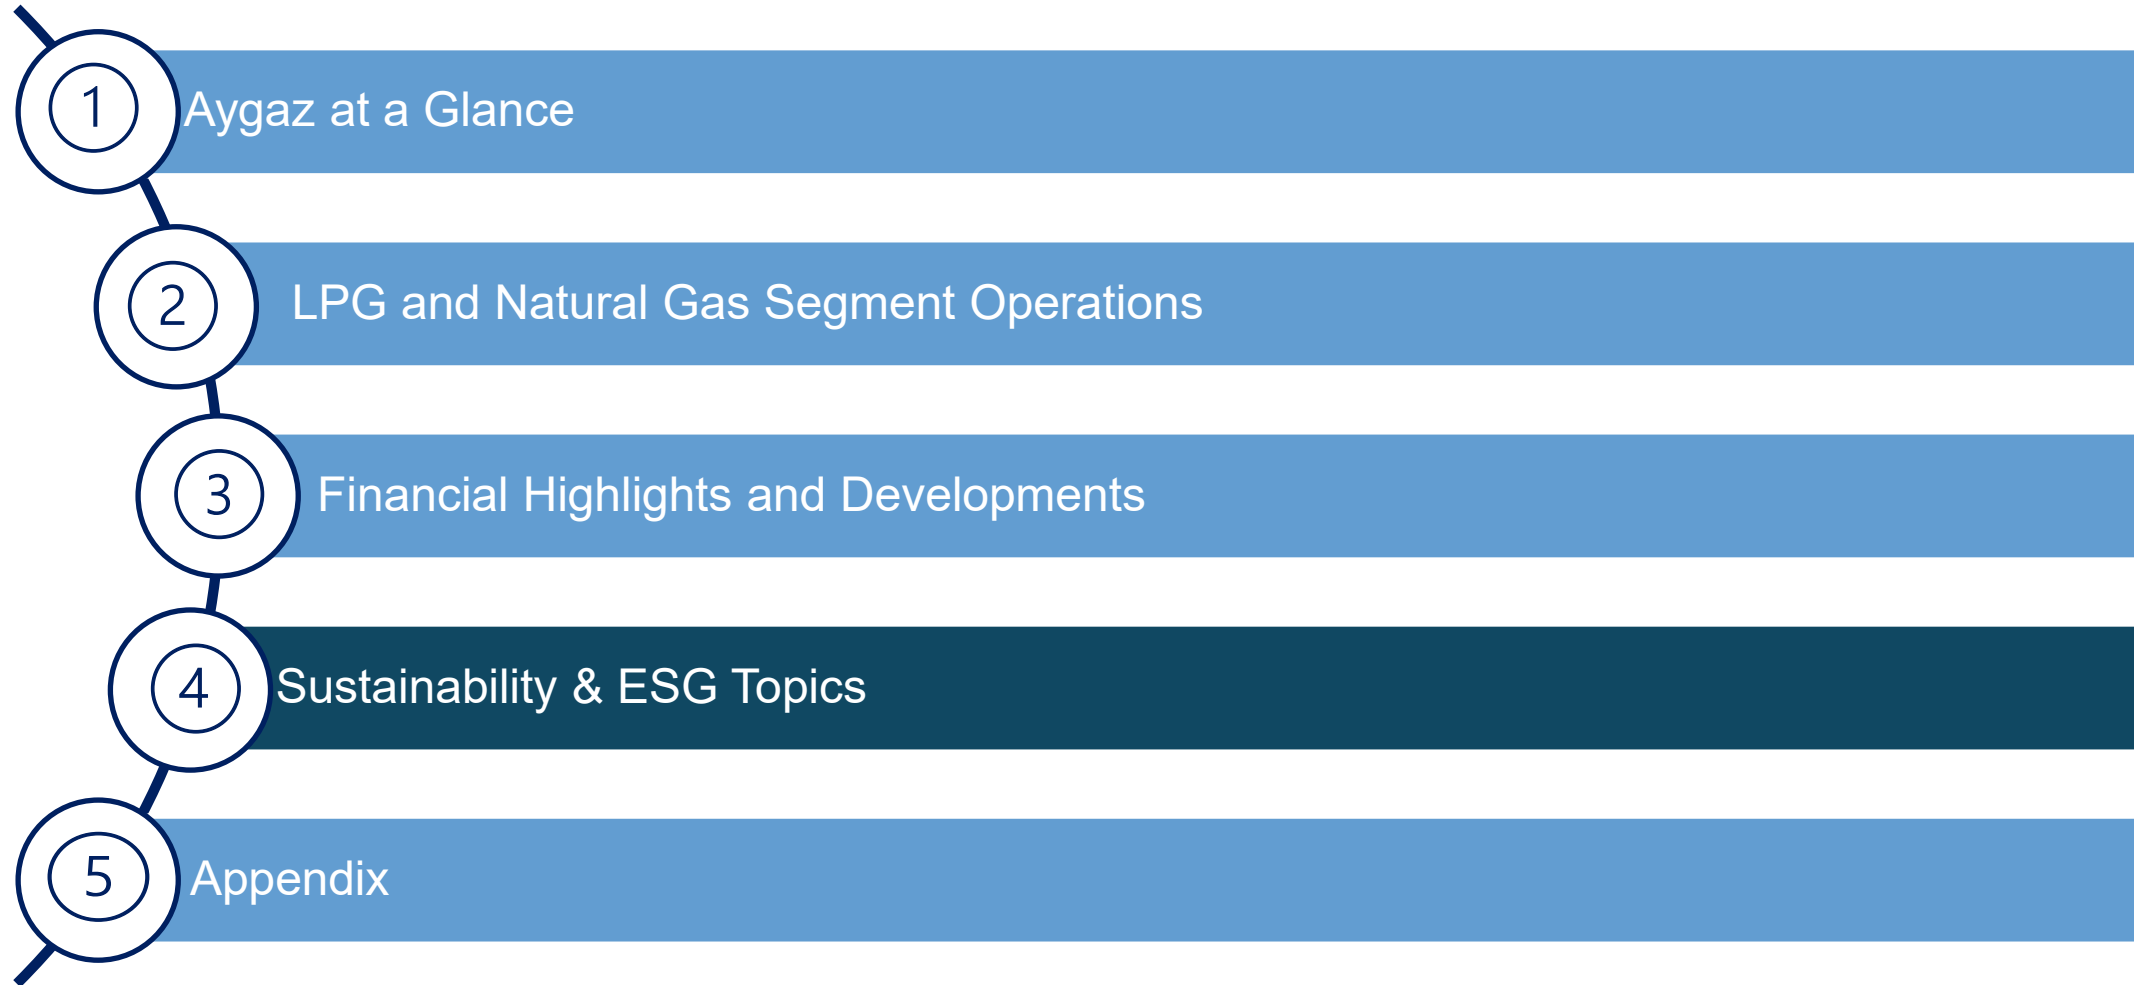 1 Aygaz at a Glance
2 LPG and Natural Gas Segment Operations
3 Financial Highlights and Developments
4 Sustainability & ESG Topics
5 Appendix